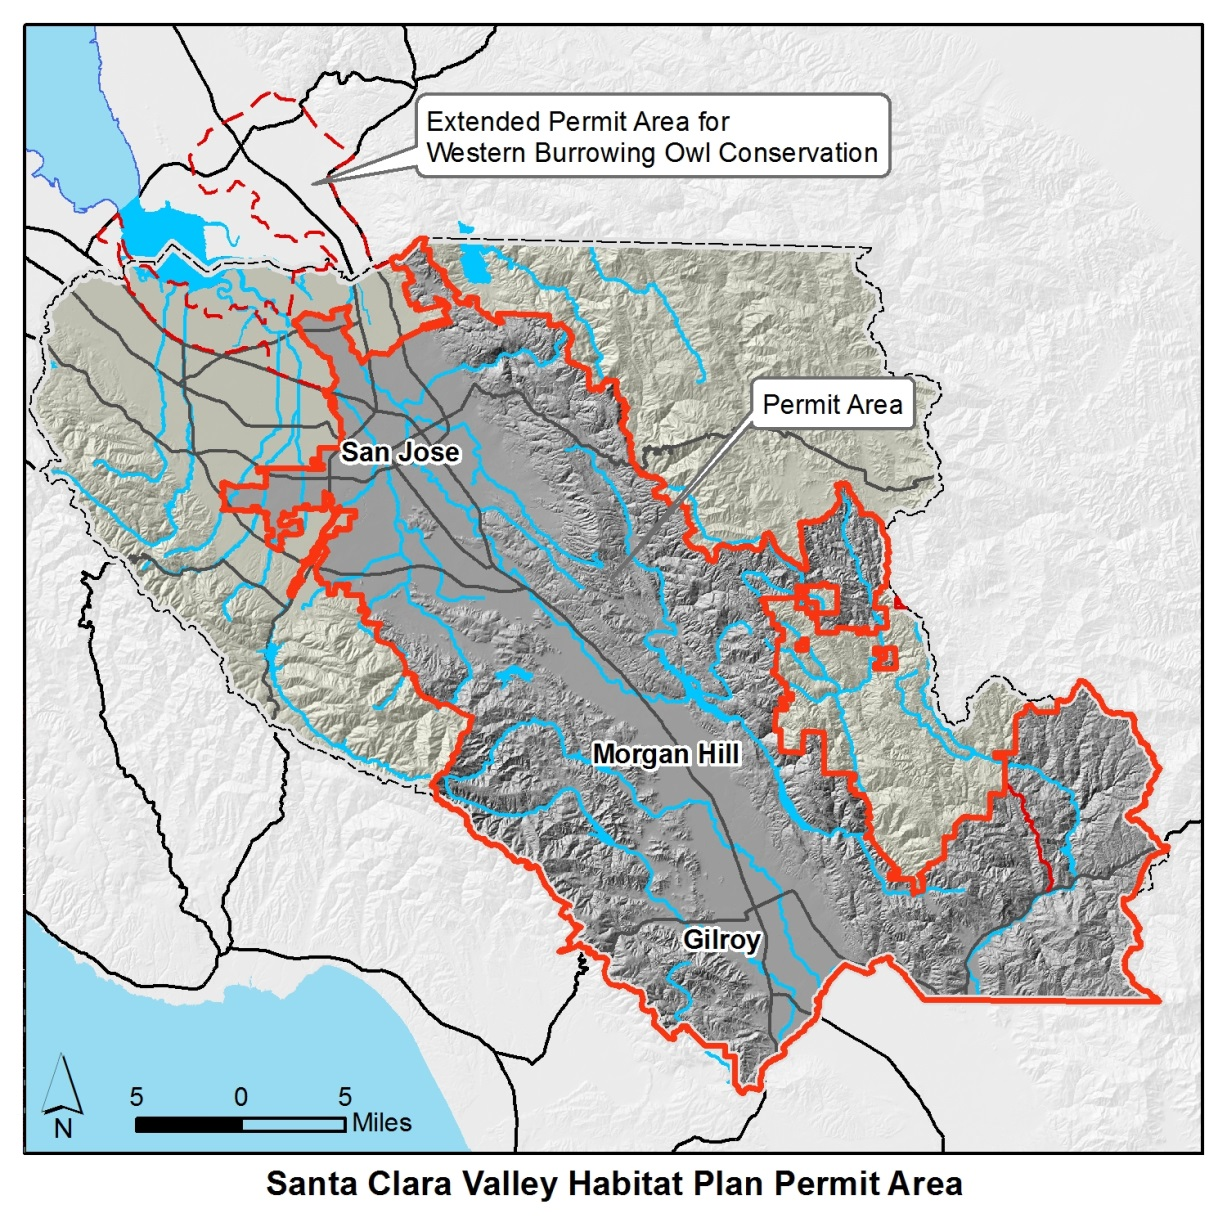 Extended Permit Area for
Western Burrowing Owl Conservation
Permit Area
San Jose
Morgan Hill
Gilroy
5 0 5
Miles
N
Santa Clara Valley Habitat Plan Permit Area